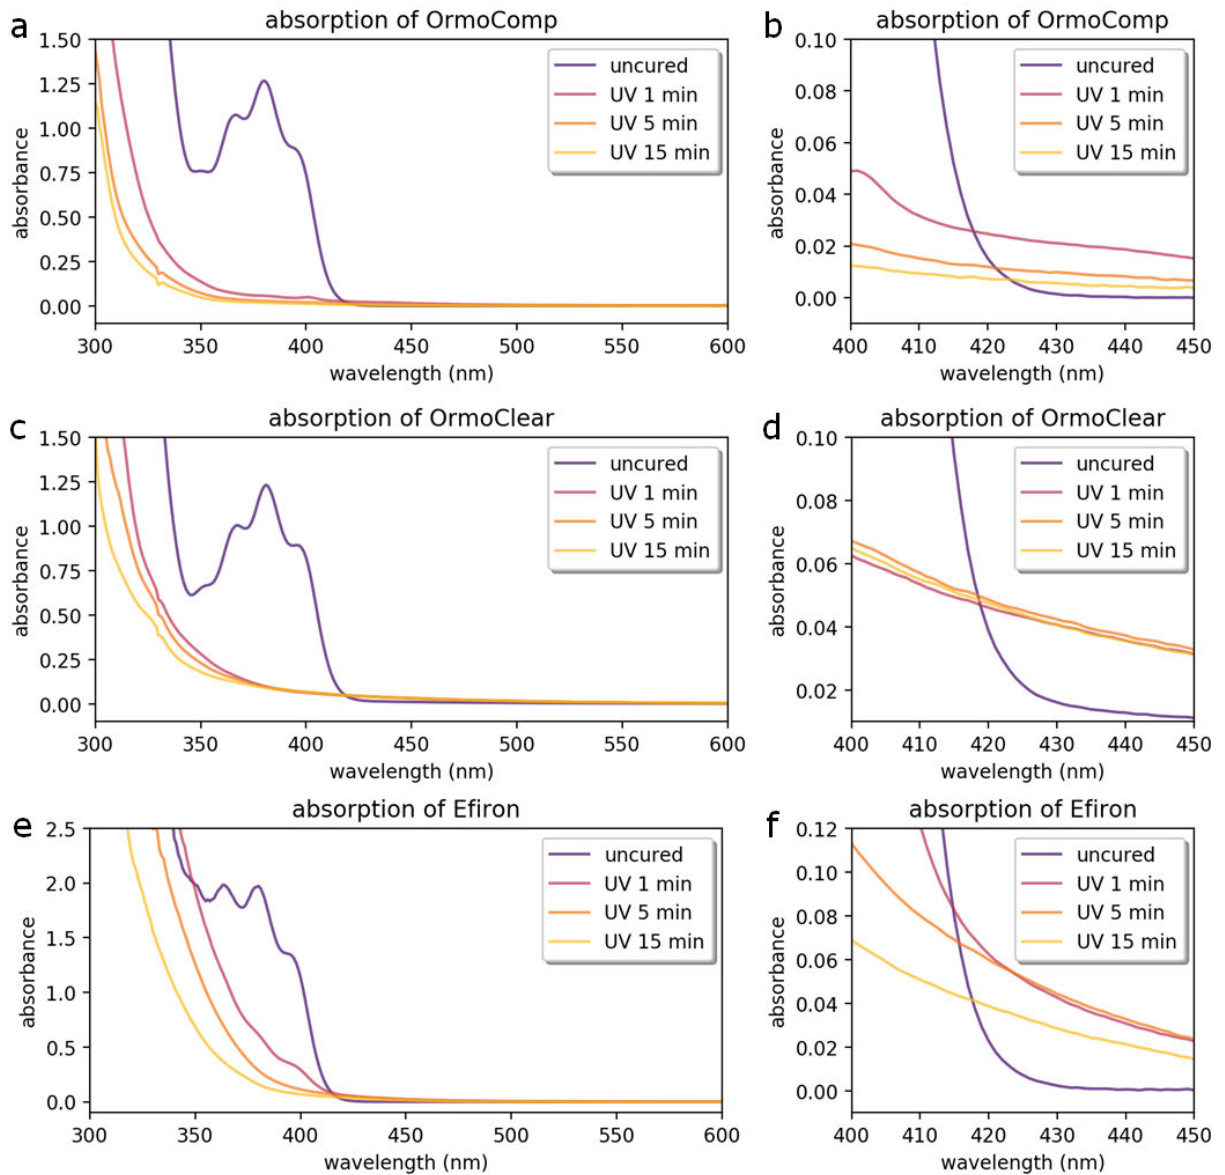 a
absorption of OrmoComp
absorbance
1.50
1.25
1.00
0.75
0.50
0.25
0.00
uncured
UV 1 min
UV 5 min
UV 15 min
300 350 400 450 500 550 600
wavelength (nm)
b
absorption of OrmoComp
absorbance
0.10
0.08
0.06
0.04
0.02
0.00
uncured
UV 1 min
UV 5 min
UV 15 min
400 410 420 430 440 450
wavelength (nm)
c
absorption of OrmoClear
absorbance
1.50
1.25
1.00
0.75
0.50
0.25
0.00
uncured
UV 1 min
UV 5 min
UV 15 min
300 350 400 450 500 550 600
wavelength (nm)
d
absorption of OrmoClear
absorbance
0.10
0.08
0.06
0.04
0.02
uncured
UV 1 min
UV 5 min
UV 15 min
400 410 420 430 440 450
wavelength (nm)
e
absorption of Efiron
absorbance
2.5
2.0
1.5
1.0
0.5
0.0
uncured
UV 1 min
UV 5 min
UV 15 min
300 350 400 450 500 550 600
wavelength (nm)
f
absorption of Efiron
absorbance
0.12
0.10
0.08
0.06
0.04
0.02
0.00
uncured
UV 1 min
UV 5 min
UV 15 min
400 410 420 430 440 450
wavelength (nm)